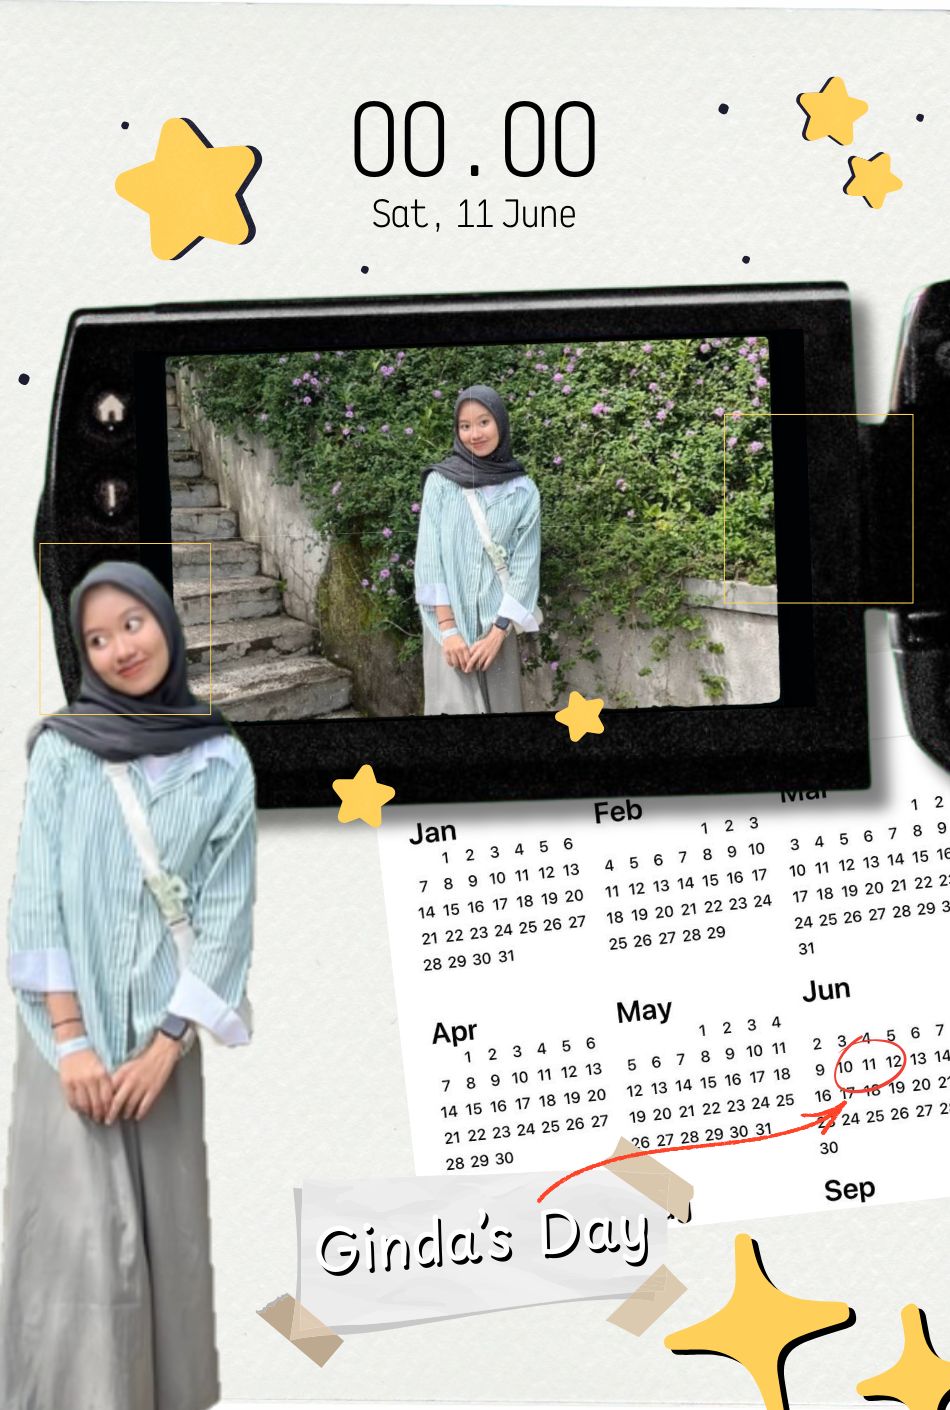 00.00
Sat, 11 June
Jan
1 2 3 4 5 6
7 8 9 10 11 12 13
14 15 16 17 18 19 20
21 22 23 24 25 26 27
28 29 30 31
Feb
1 2 3
4 5 6 7 8 9 10
11 12 13 14 15 16 17
18 19 20 21 22 23 24
25 26 27 28 29
Mar
1 2
3 4 5 6 7 8 9
10 11 12 13 14 15
17 18 19 20 21 22
24 25 26 27 28 29
31
Apr
1 2 3 4 5 6
7 8 9 10 11 12 13
14 15 16 17 18 19 20
21 22 23 24 25 26 27
28 29 30
May
1 2 3 4
5 6 7 8 9 10 11
12 13 14 15 16 17 18
19 20 21 22 23 24 25
26 27 28 29 30 31
Jun
2 3 4 5 6 7
9 10 11 12 13
16 17 18 19 20
23 24 25 26 27
30
Sep
Ginda's Day